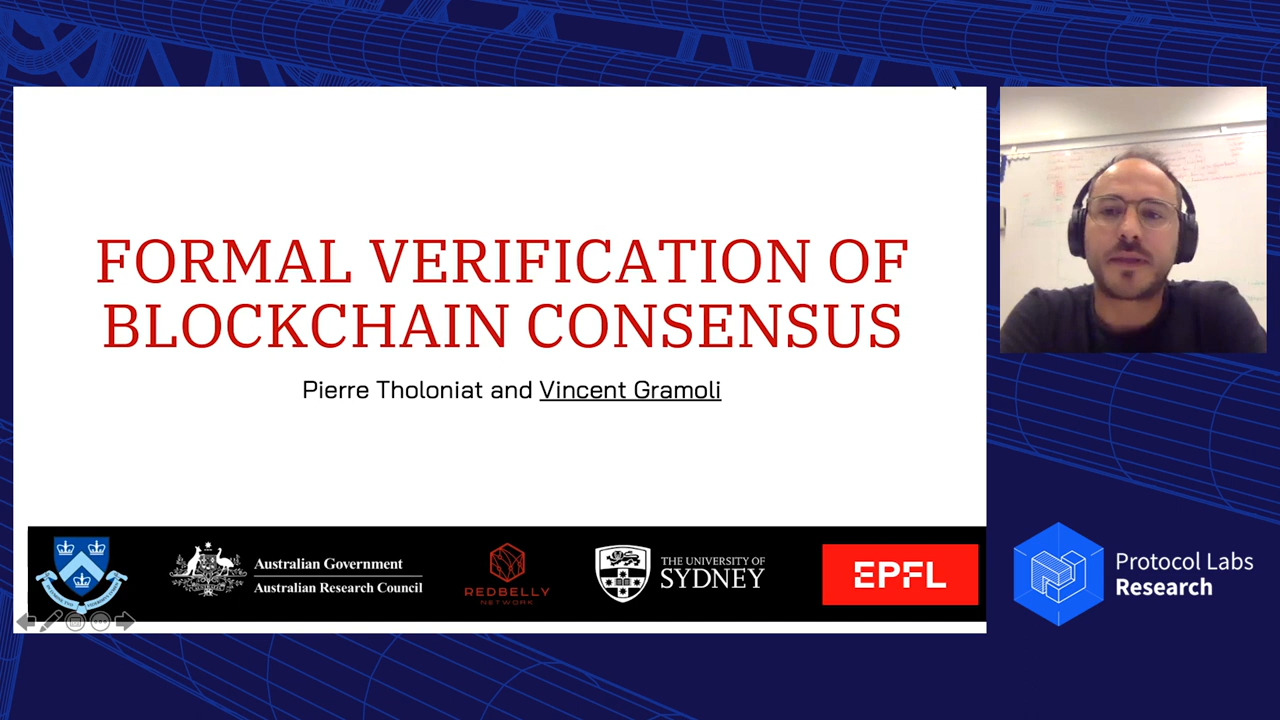 FORMAL VERIFICATION OF
BLOCKCHAIN CONSENSUS
Pierre Tholoniat and Vincent Gramoli
Australian Government
Australian Research Council
REDBELLY
NETWORK
THE UNIVERSITY OF
SYDNEY
EPFL
Protocol Labs
Research